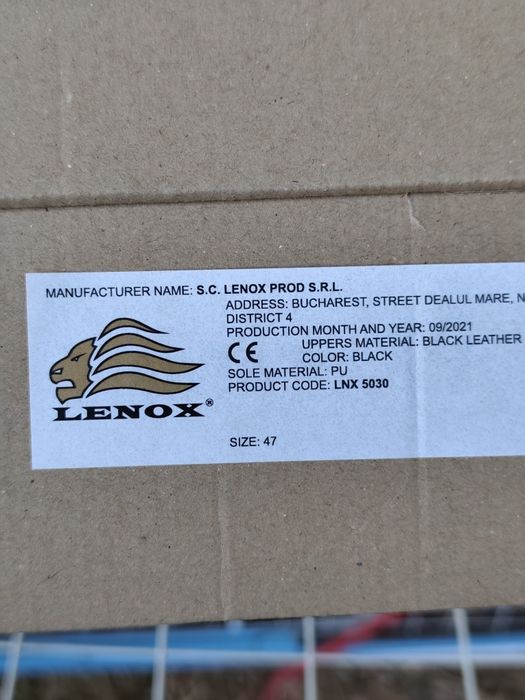 MANUFACTURER NAME: S.C. LENOX PROD S.R.L.
ADDRESS: BUCHAREST, STREET DEALUL MARE, N
DISTRICT 4
PRODUCTION MONTH AND YEAR: 09/2021
CE UPPERS MATERIAL: BLACK LEATHER
COLOR: BLACK
SOLE MATERIAL: PU
PRODUCT CODE: LNX 5030
LENOX®
SIZE: 47